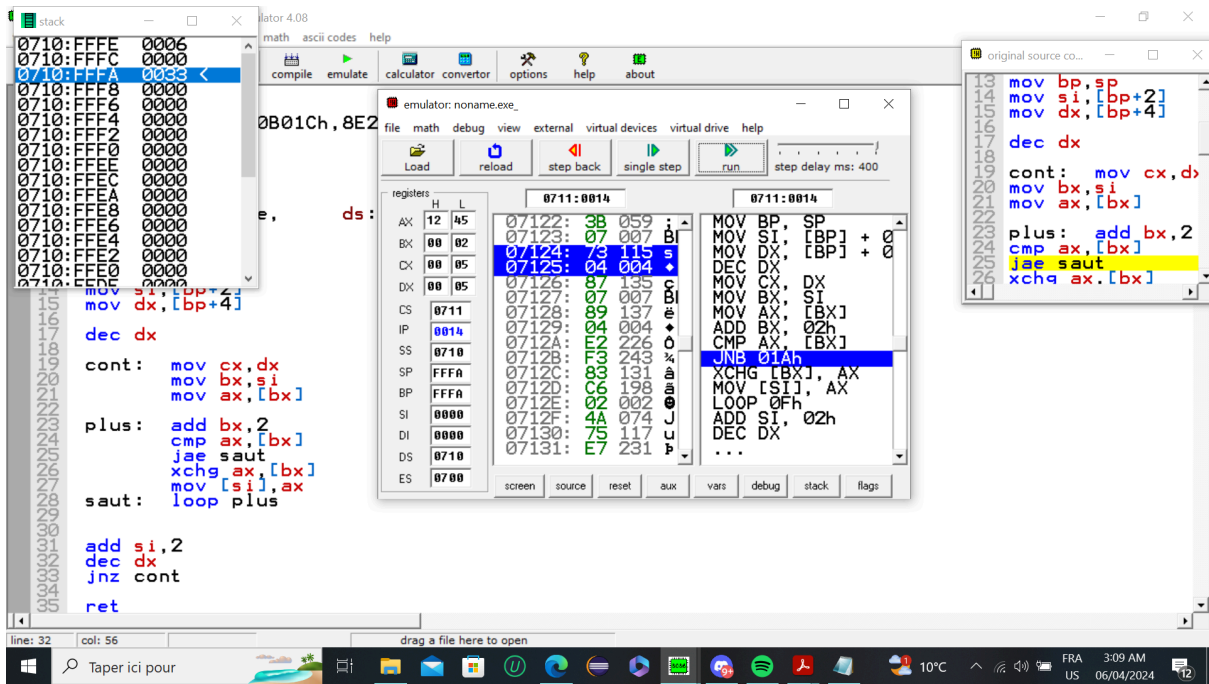 stack
ulator 4.08
math ascii codes help
compile emulate calculator convertor options help about
0710:FFFE 0006
0710:FFFC 0000
0710:FFFA 0033 <
0710:FFF8 0000
0710:FFF6 0000
0710:FFF4 0000
0710:FFF2 0000
0710:FFF0 0000
0710:FFEE 0000
0710:FFEC 0000
0710:FFEA 0000
0710:FFE8 0000
0710:FFE6 0000
0710:FFE4 0000
0710:FFE2 0000
0710:FFE0 0000
0B01Ch,8E2
e, ds:
14 mov si,[bp+2]
15 mov dx,[bp+4]
16
17 dec dx
18
19 cont: mov cx,dx
20 mov bx,si
21 mov ax,[bx]
22
23 plus: add bx,2
24 cmp ax,[bx]
25 jae saut
26 xchg ax,[bx]
27 mov [si],ax
28 saut: loop plus
29
30
31 add si,2
32 dec dx
33 jnz cont
34
35 ret
emulator: noname.exe_
file math debug view external virtual devices virtual drive help
Load reload step back single step run step delay ms: 400
registers
H L
AX 12 45
BX 00 02
CX 00 05
DX 00 05
CS 0711
IP 0014
SS 0710
SP FFFA
BP FFFA
SI 0000
DI 0000
DS 0710
ES 0700
0711:0014
07122: 3B 059 ;
07123: 07 007
07124: 73 115 s
07125: 04 004 ♦
07126: 87 135 ç
07127: 07 007
07128: 89 137 ë
07129: 04 004 ♦
0712A: E2 226 Ô
0712B: F3 243 ¾
0712C: 83 131 â
0712D: C6 198 ã
0712E: 02 002 ☻
0712F: 4A 074 J
07130: 75 117 u
07131: E7 231 þ
0711:0014
MOV BP, SP
MOV SI, [BP] + 0
MOV DX, [BP] + 0
DEC DX
MOV CX, DX
MOV BX, SI
MOV AX, [BX]
ADD BX, 02h
CMP AX, [BX]
JNB 01Ah
XCHG [BX], AX
MOV [SI], AX
LOOP 0Fh
ADD SI, 02h
DEC DX
...
screen source reset aux vars debug stack flags
original source co...
13 mov bp,sp
14 mov si,[bp+2]
15 mov dx,[bp+4]
16
17 dec dx
18
19 cont: mov cx,dx
20 mov bx,si
21 mov ax,[bx]
22
23 plus: add bx,2
24 cmp ax,[bx]
25 jae saut
26 xchg ax,[bx]
line: 32 col: 56 drag a file here to open
Taper ici pour
10°C
FRA
US
3:09 AM
06/04/2024
12